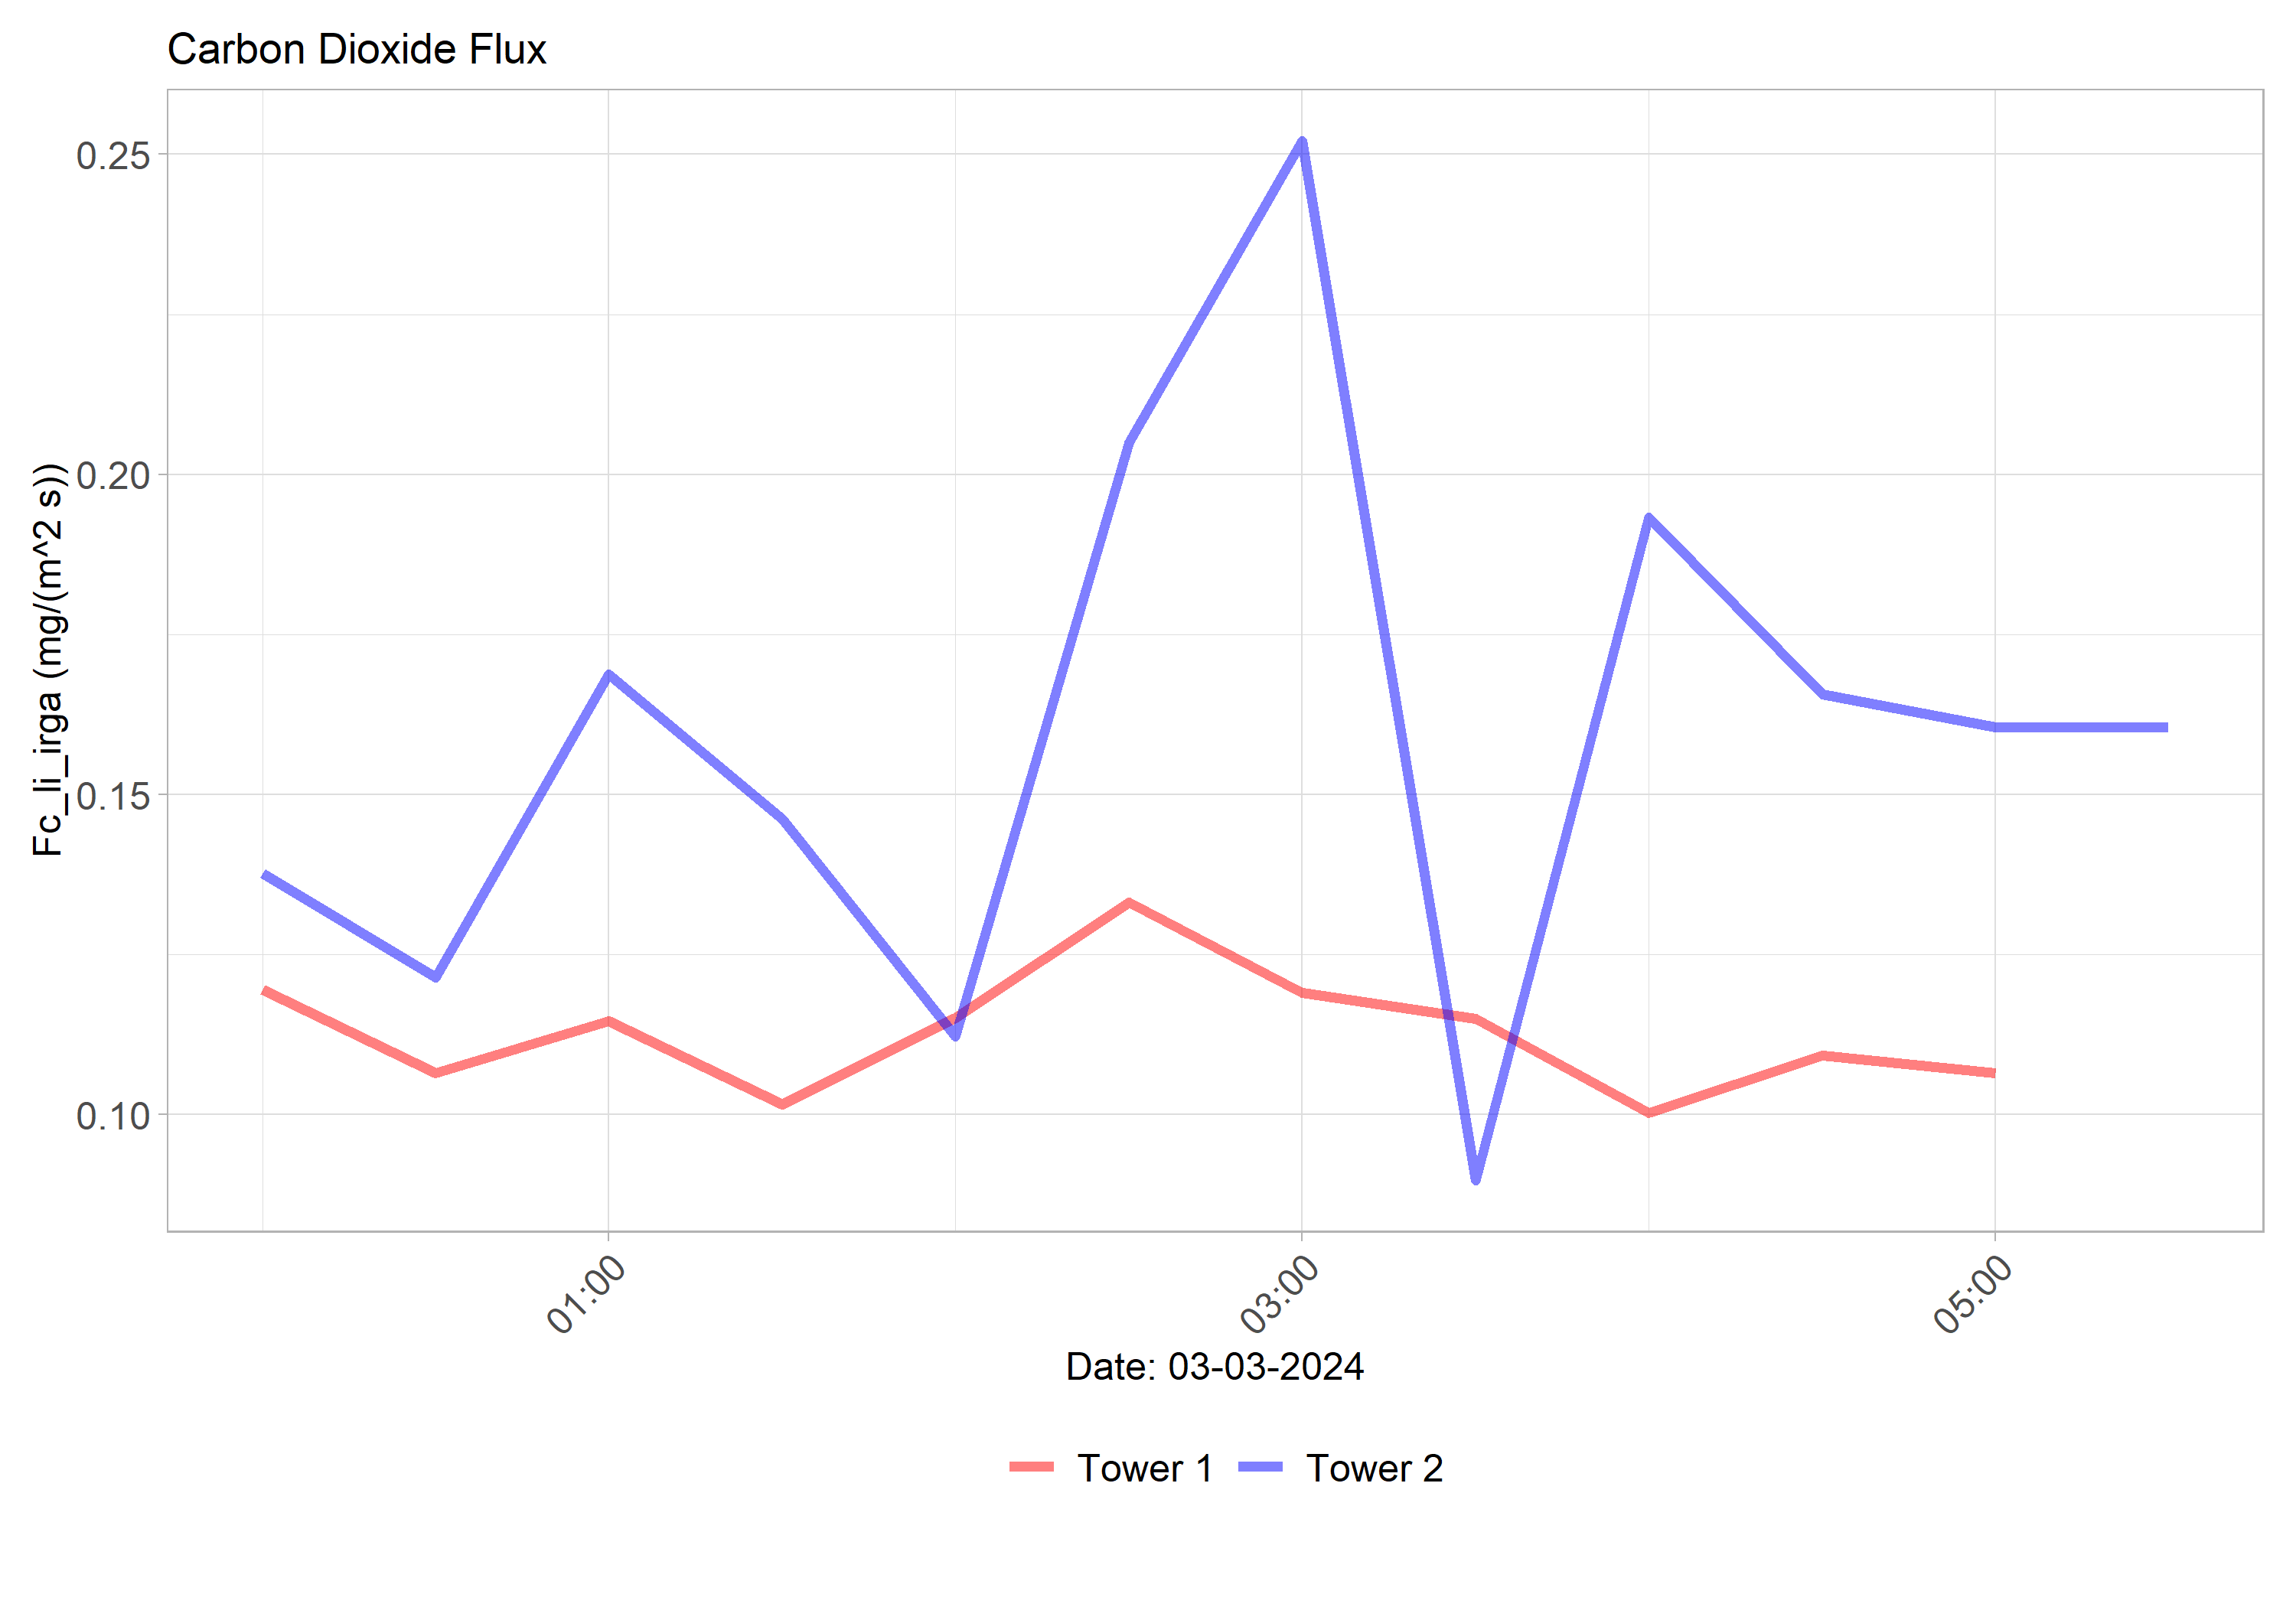 Carbon Dioxide Flux
Fc_li_irga (mg/(m^2 s))
0.25
0.20
0.15
0.10
01:00
03:00
05:00
Date: 03-03-2024
Tower 1
Tower 2